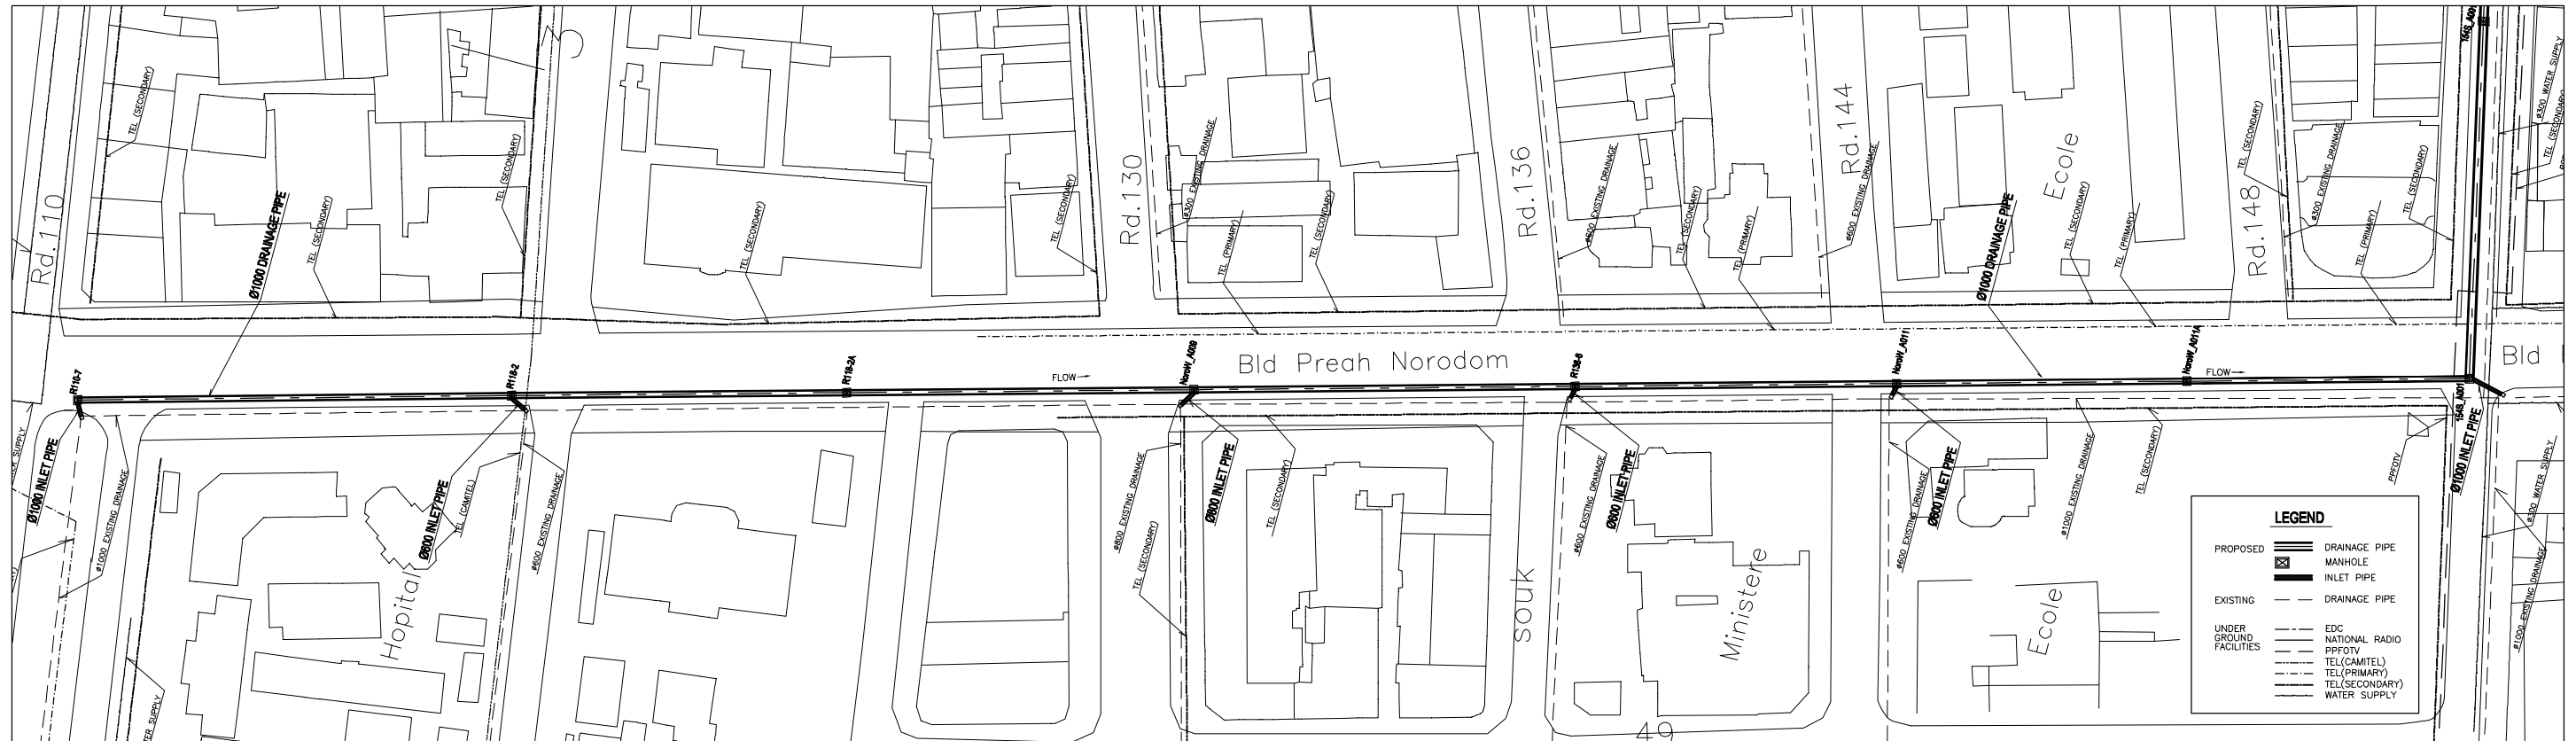 Rd.110
TEL (SECONDARY)
Ø1000 DRAINAGE PIPE
TEL (SECONDARY)
TEL (SECONDARY)
TEL (SECONDARY)
TEL (SECONDARY)
Rd.130
ø300 EXISTING DRAINAGE
TEL (PRIMARY)
TEL (SECONDARY)
Rd.136
ø600 EXISTING DRAINAGE
TEL (SECONDARY)
TEL (PRIMARY)
Rd.144
ø600 EXISTING DRAINAGE
Ø1000 DRAINAGE PIPE
Ecole
TEL (SECONDARY)
TEL (PRIMARY)
Rd.148
TEL (SECONDARY)
ø300 EXISTING DRAINAGE
TEL (PRIMARY)
TEL (SECONDARY)
154S_A001
ø300 WATER SUPPLY
TEL (SECONDARY)
R110-7
R118-2
R118-2A
FLOW
NoroW_A009
Bld Preah Norodom
R136-6
NoroW_A011
NoroW_A011A
FLOW
154S_A001
Bld
Ø1000 INLET PIPE
ø1000 EXISTING DRAINAGE
Hopital
Ø600 INLET PIPE
TEL (CAMITEL)
ø600 EXISTING DRAINAGE
ø800 EXISTING DRAINAGE
TEL (SECONDARY)
Ø600 INLET PIPE
TEL (SECONDARY)
souk
ø600 EXISTING DRAINAGE
Ø600 INLET PIPE
Ministere
49
ø600 EXISTING DRAINAGE
Ø600 INLET PIPE
Ecole
ø1000 EXISTING DRAINAGE
TEL (SECONDARY)
PPFOTV
Ø1000 INLET PIPE
ø300 WATER SUPPLY
ø1000 EXISTING DRAINAGE
LEGEND
PROPOSED DRAINAGE PIPE
MANHOLE
INLET PIPE
EXISTING DRAINAGE PIPE
UNDER GROUND FACILITIES
EDC
NATIONAL RADIO
PPFOTV
TEL(CAMITEL)
TEL(PRIMARY)
TEL(SECONDARY)
WATER SUPPLY